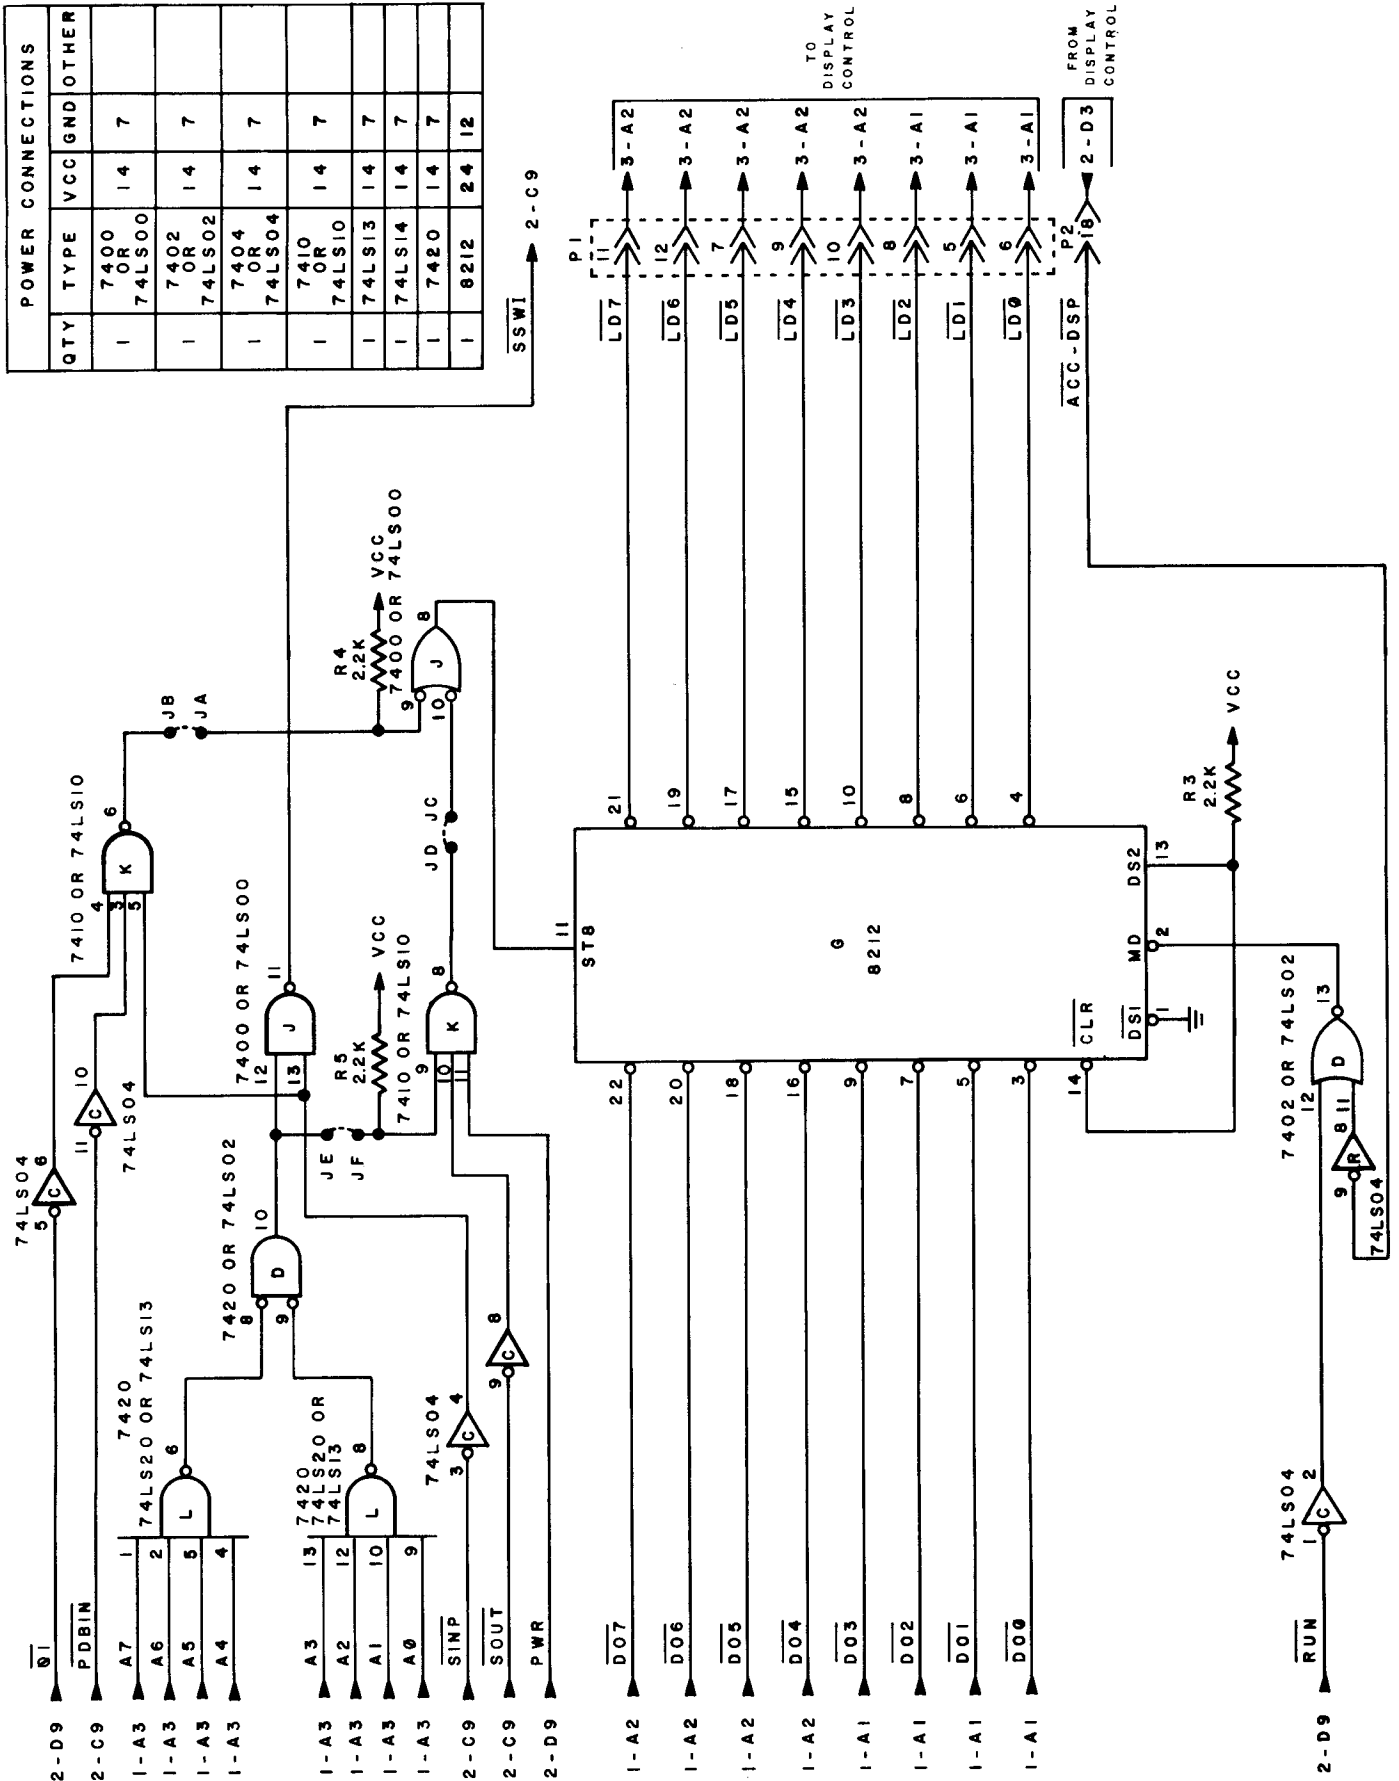 POWER CONNECTIONS
QTY TYPE VCC GND OTHER
1 7400 OR 74LS00 14 7
1 7402 OR 74LS02 14 7
1 7404 OR 74LS04 14 7
1 7410 OR 74LS10 14 7
1 74LS13 14 7
1 74LS14 14 7
1 7420 14 7
1 8212 24 12
2-D9 Ø1
5 74LS04 C 6
2-C9 PDBIN
11 C 10
74LS04
7410 OR 74LS10
4
3
5
K
6
JB
JA
1-A3 A7 1
1-A3 A6 2
1-A3 A5 5
1-A3 A4 4
7420
74LS20 OR 74LS13
L
6
1-A3 A3 13
1-A3 A2 12
1-A3 A1 10
1-A3 A0 9
7420
74LS20 OR
74LS13
L
8
7420 OR 74LS02
8
9
D
10
7400 OR 74LS00
12
13
J
11
SSWI
2-C9
JE
JF
R5
2.2K
VCC
7410 OR 74LS10
9
10
11
K
8
JD
JC
R4
2.2K
VCC
7400 OR 74LS00
9
10
J
8
2-C9 SINP
74LS04
3 C 4
2-C9 SOUT
9 C 8
2-D9 PWR
11
STB
G
8212
1-A2 DO7 22
21 LD7 11 3-A2
1-A2 DO6 20
19 LD6 12 3-A2
1-A2 DO5 18
17 LD5 7 3-A2
1-A2 DO4 16
15 LD4 9 3-A2
1-A1 DO3 9
10 LD3 10 3-A2
1-A1 DO2 7
8 LD2 8 3-A1
1-A1 DO1 5
6 LD1 5 3-A1
1-A1 DO0 3
4 LD0 6 3-A1
P1
TO
DISPLAY
CONTROL
14 CLR
DS1 1
MD 2
DS2 13
R3
2.2K
VCC
ACC-DSP
P2
18
2-D3
FROM
DISPLAY
CONTROL
2-D9 RUN
74LS04
1 C 2
7402 OR 74LS02
12
11
D
13
9 R 8
74LS04